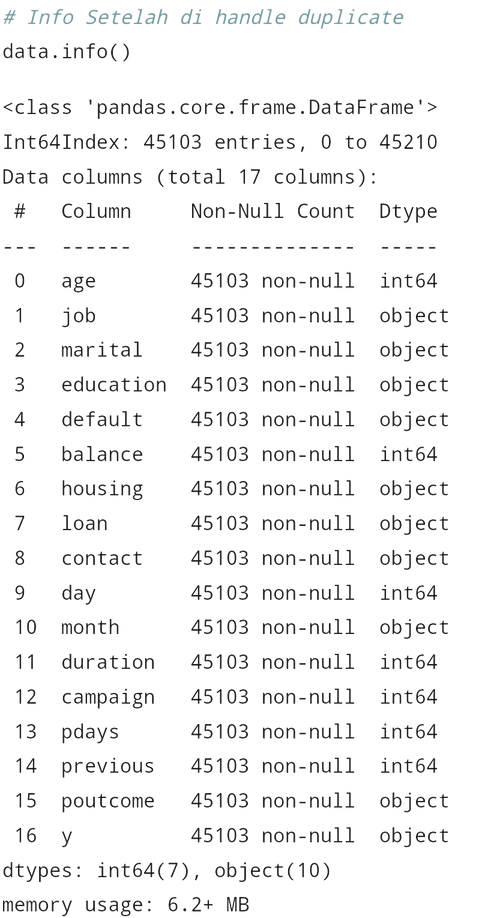 # Info Setelah di handle duplicate
data.info()
<class 'pandas.core.frame.DataFrame'>
Int64Index: 45103 entries, 0 to 45210
Data columns (total 17 columns):
 #   Column     Non-Null Count  Dtype
---  ------     --------------  -----
 0   age        45103 non-null  int64
 1   job        45103 non-null  object
 2   marital    45103 non-null  object
 3   education  45103 non-null  object
 4   default    45103 non-null  object
 5   balance    45103 non-null  int64
 6   housing    45103 non-null  object
 7   loan       45103 non-null  object
 8   contact    45103 non-null  object
 9   day        45103 non-null  int64
 10  month      45103 non-null  object
 11  duration   45103 non-null  int64
 12  campaign   45103 non-null  int64
 13  pdays      45103 non-null  int64
 14  previous   45103 non-null  int64
 15  poutcome   45103 non-null  object
 16  y          45103 non-null  object
dtypes: int64(7), object(10)
memory usage: 6.2+ MB